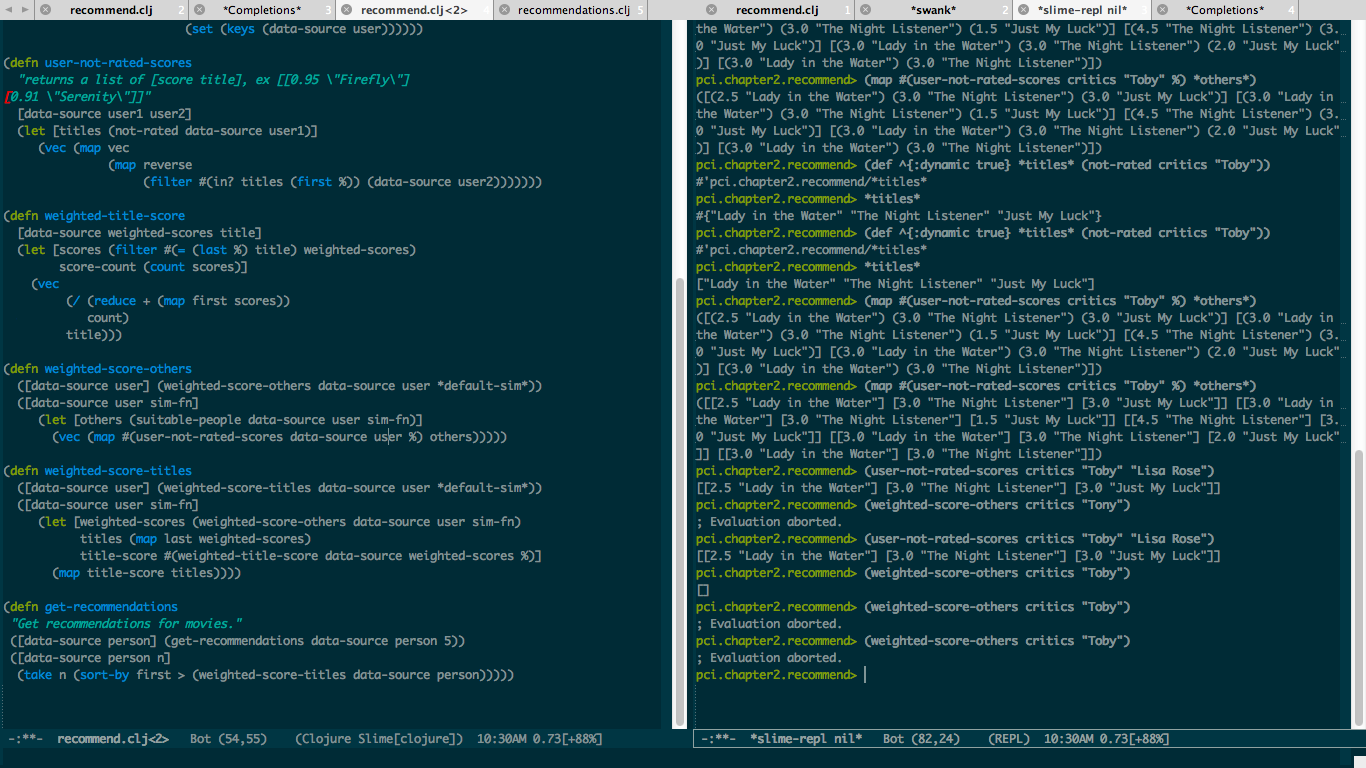 recommend.clj 2 *Completions* 3 recommend.clj<2> 4 recommendations.clj 5
(set (keys (data-source user))))))
(defn user-not-rated-scores
"returns a list of [score title], ex [[0.95 \"Firefly\"]
[0.91 \"Serenity\"]]"
[data-source user1 user2]
(let [titles (not-rated data-source user1)]
(vec (map vec
(map reverse
(filter #(in? titles (first %)) (data-source user2)))))))
(defn weighted-title-score
[data-source weighted-scores title]
(let [scores (filter #(= (last %) title) weighted-scores)
score-count (count scores)]
(vec
(/ (reduce + (map first scores))
count)
title)))
(defn weighted-score-others
([data-source user] (weighted-score-others data-source user *default-sim*))
([data-source user sim-fn]
(let [others (suitable-people data-source user sim-fn)]
(vec (map #(user-not-rated-scores data-source user %) others)))))
(defn weighted-score-titles
([data-source user] (weighted-score-titles data-source user *default-sim*))
([data-source user sim-fn]
(let [weighted-scores (weighted-score-others data-source user sim-fn)
titles (map last weighted-scores)
title-score #(weighted-title-score data-source weighted-scores %)]
(map title-score titles))))
(defn get-recommendations
"Get recommendations for movies."
([data-source person] (get-recommendations data-source person 5))
([data-source person n]
(take n (sort-by first > (weighted-score-titles data-source person)))))
-:**- recommend.clj<2> Bot (54,55) (Clojure Slime[clojure]) 10:30AM 0.73[+88%]
recommend.clj 1 *swank* 2 *slime-repl nil* 3 *Completions* 4
the Water") (3.0 "The Night Listener") (1.5 "Just My Luck")] [(4.5 "The Night Listener") (3.
0 "Just My Luck")] [(3.0 "Lady in the Water") (3.0 "The Night Listener") (2.0 "Just My Luck"
)] [(3.0 "Lady in the Water") (3.0 "The Night Listener")])
pci.chapter2.recommend> (map #(user-not-rated-scores critics "Toby" %) *others*)
([(2.5 "Lady in the Water") (3.0 "The Night Listener") (3.0 "Just My Luck")] [(3.0 "Lady in
the Water") (3.0 "The Night Listener") (1.5 "Just My Luck")] [(4.5 "The Night Listener") (3.
0 "Just My Luck")] [(3.0 "Lady in the Water") (3.0 "The Night Listener") (2.0 "Just My Luck"
)] [(3.0 "Lady in the Water") (3.0 "The Night Listener")])
pci.chapter2.recommend> (def ^{:dynamic true} *titles* (not-rated critics "Toby"))
#'pci.chapter2.recommend/*titles*
pci.chapter2.recommend> *titles*
#{"Lady in the Water" "The Night Listener" "Just My Luck"}
pci.chapter2.recommend> (def ^{:dynamic true} *titles* (not-rated critics "Toby"))
#'pci.chapter2.recommend/*titles*
pci.chapter2.recommend> *titles*
["Lady in the Water" "The Night Listener" "Just My Luck"]
pci.chapter2.recommend> (map #(user-not-rated-scores critics "Toby" %) *others*)
([(2.5 "Lady in the Water") (3.0 "The Night Listener") (3.0 "Just My Luck")] [(3.0 "Lady in
the Water") (3.0 "The Night Listener") (1.5 "Just My Luck")] [(4.5 "The Night Listener") (3.
0 "Just My Luck")] [(3.0 "Lady in the Water") (3.0 "The Night Listener") (2.0 "Just My Luck"
)] [(3.0 "Lady in the Water") (3.0 "The Night Listener")])
pci.chapter2.recommend> (map #(user-not-rated-scores critics "Toby" %) *others*)
([[2.5 "Lady in the Water"] [3.0 "The Night Listener"] [3.0 "Just My Luck"]] [[3.0 "Lady in
the Water"] [3.0 "The Night Listener"] [1.5 "Just My Luck"]] [[4.5 "The Night Listener"] [3.
0 "Just My Luck"]] [[3.0 "Lady in the Water"] [3.0 "The Night Listener"] [2.0 "Just My Luck"
]] [[3.0 "Lady in the Water"] [3.0 "The Night Listener"]])
pci.chapter2.recommend> (user-not-rated-scores critics "Toby" "Lisa Rose")
[[2.5 "Lady in the Water"] [3.0 "The Night Listener"] [3.0 "Just My Luck"]]
pci.chapter2.recommend> (weighted-score-others critics "Tony")
; Evaluation aborted.
pci.chapter2.recommend> (user-not-rated-scores critics "Toby" "Lisa Rose")
[[2.5 "Lady in the Water"] [3.0 "The Night Listener"] [3.0 "Just My Luck"]]
pci.chapter2.recommend> (weighted-score-others critics "Toby")
[]
pci.chapter2.recommend> (weighted-score-others critics "Toby")
; Evaluation aborted.
pci.chapter2.recommend> (weighted-score-others critics "Toby")
; Evaluation aborted.
pci.chapter2.recommend>
-:**- *slime-repl nil* Bot (82,24) (REPL) 10:30AM 0.73[+88%]